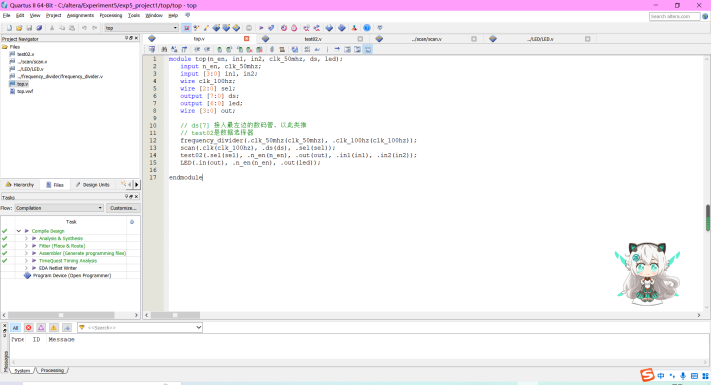 Quartus II 64-Bit - C:/altera/Experiment5/exp5_project1/top/top - top
File Edit View Project Assignments Processing Tools Window Help
Search altera.com
top
Project Navigator
Files
test02.v
../scan/scan.v
../LED/LED.v
../frequency_divider/frequency_divider.v
top.v
top.vwf
Hierarchy Files Design Units
Tasks
Flow: Compilation Customize...
Task
Compile Design
Analysis & Synthesis
Fitter (Place & Route)
Assembler (Generate programming files)
TimeQuest Timing Analysis
EDA Netlist Writer
Program Device (Open Programmer)
top.v test02.v ../scan/scan.v ../LED/LED.v
1 module top(n_en, in1, in2, clk_50mhz, ds, led);
2 input n_en, clk_50mhz;
3 input [3:0] in1, in2;
4 wire clk_100hz;
5 wire [2:0] sel;
6 output [7:0] ds;
7 output [6:0] led;
8 wire [3:0] out;
9
10 // ds[7] 接入最左边的数码管，以此类推
11 // test02是数据选择器
12 frequency_divider(.clk_50mhz(clk_50mhz), .clk_100hz(clk_100hz));
13 scan(.clk(clk_100hz), .ds(ds), .sel(sel));
14 test02(.sel(sel), .n_en(n_en), .out(out), .in1(in1), .in2(in2));
15 LED(.in(out), .n_en(n_en), .out(led));
16
17 endmodule
All <<Search>>
Type ID Message
Messages
System Processing
中